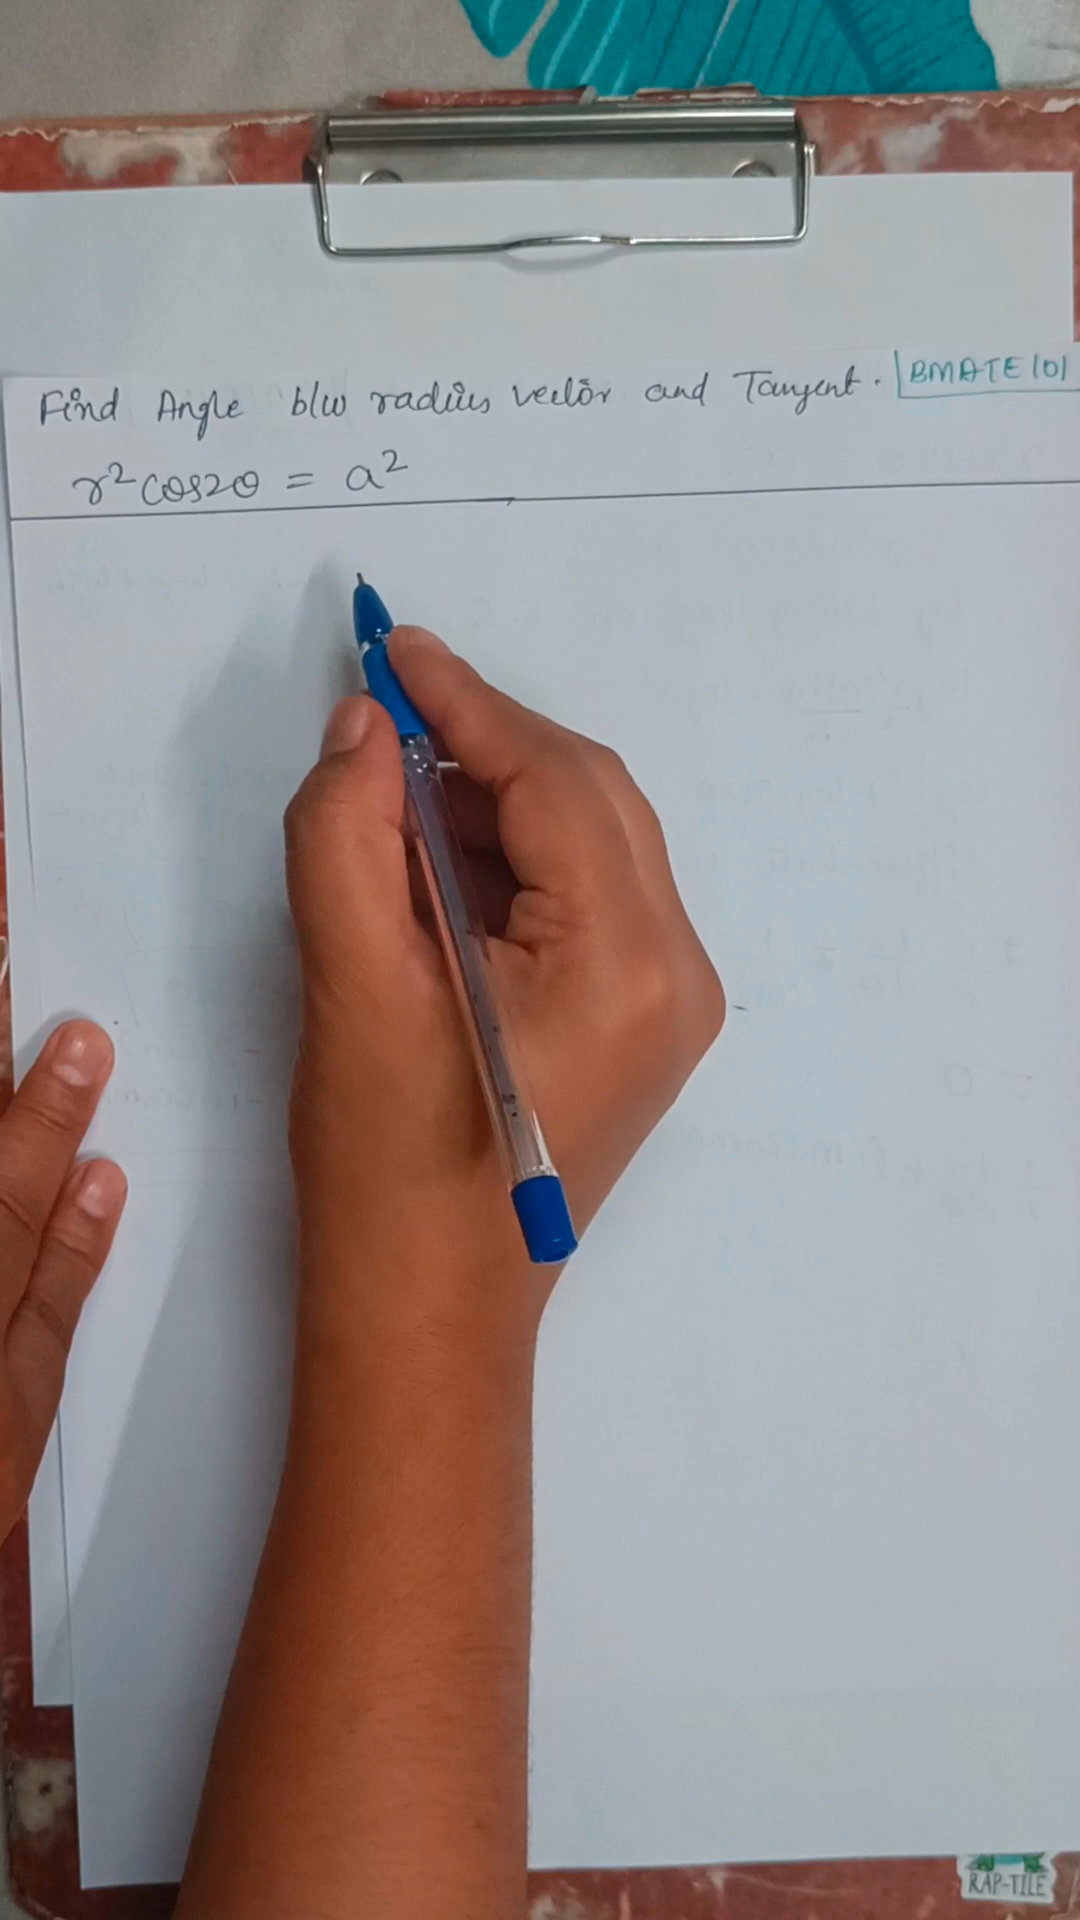 Find Angle b/w radius vector and Tangent. BMATE101
r²cos2θ = a²
RAP-TILE